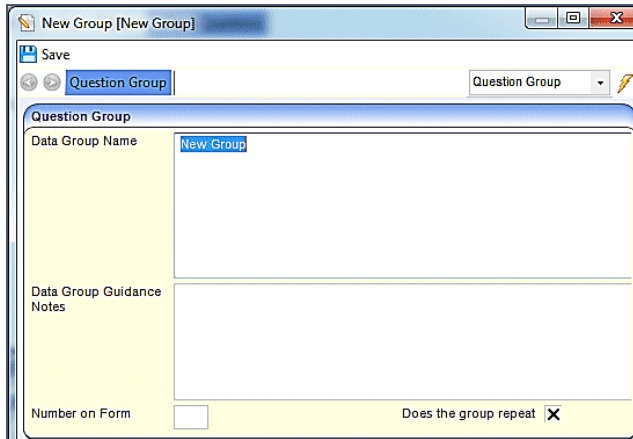 New Group [New Group]
Save
Question Group
Question Group
Question Group
Data Group Name
New Group
Data Group Guidance
Notes
Number on Form
Does the group repeat